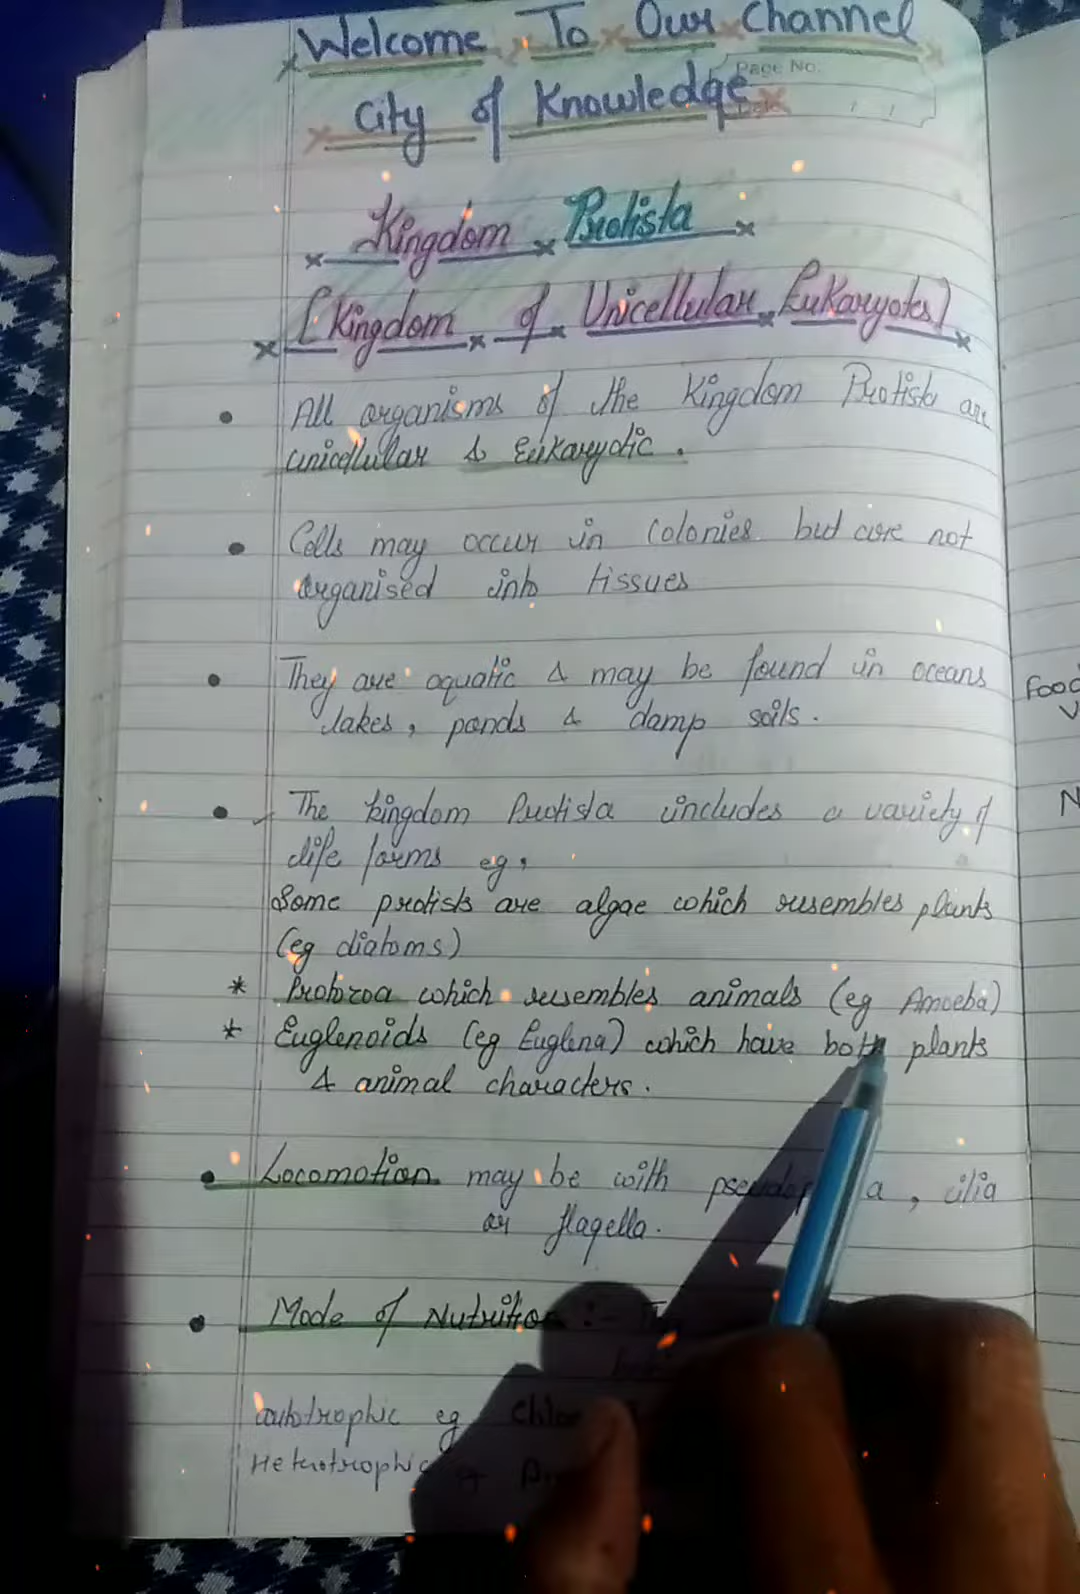 Welcome To Our Channel
Page No.
City of Knowledge
Date
Kingdom Protista
(Kingdom of Unicellular Eukaryotes)
All organisms of the Kingdom Protista are
unicellular & Eukaryotic.
Cells may occur in Colonies but are not
organised into tissues
They are aquatic & may be found in oceans
lakes, ponds & damp soils.
The kingdom Protista includes a variety of
life forms eg,
Some protists are algae which resembles plants
(eg diatoms)
* Protozoa which resembles animals (eg Amoeba)
* Euglenoids (eg Euglena) which have both plants
& animal characters.
Locomotion may be with a, cilia
or flagella.
Mode of Nutrition :-
autotrophic eg
Heterotrophic
Food